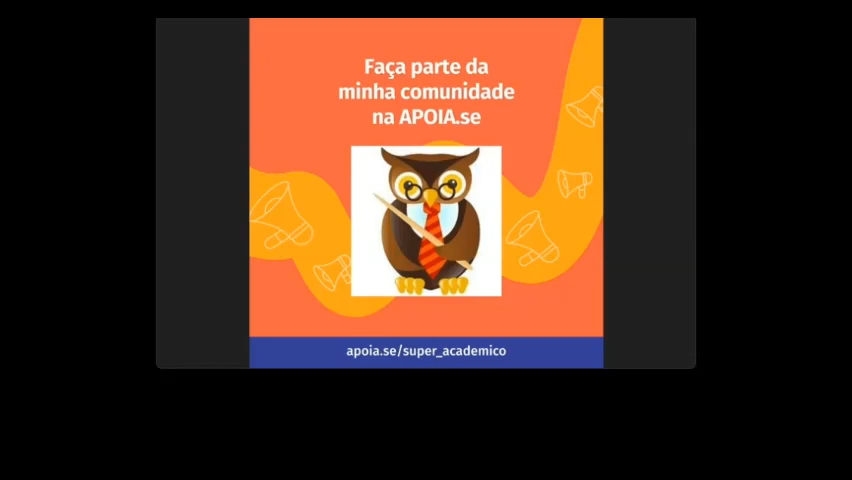 Faça parte da
minha comunidade
na APOIA.se
apoia.se/super_academico